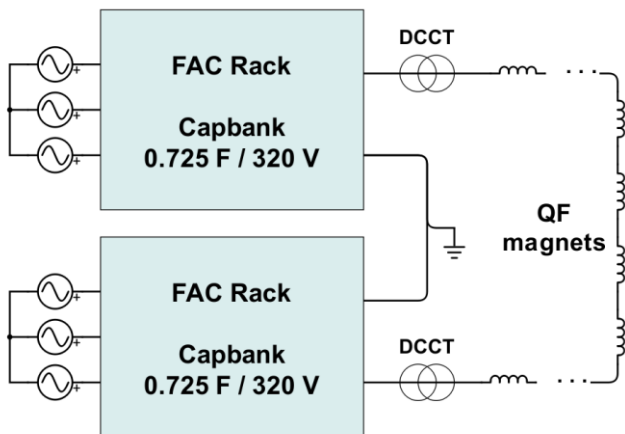 DCCT
FAC Rack
Capbank
0.725 F / 320 V
QF
magnets
FAC Rack
Capbank
0.725 F / 320 V
DCCT